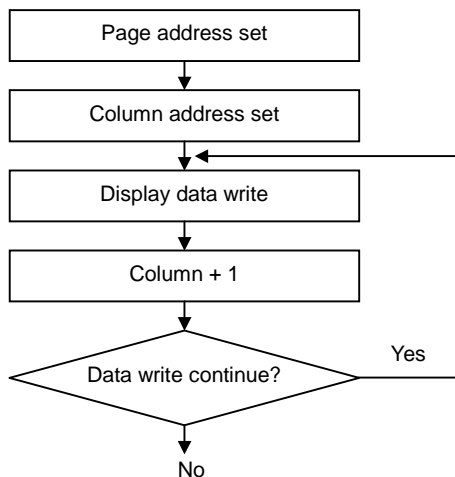 Page address set
Column address set
Display data write
Column + 1
Data write continue?
Yes
No